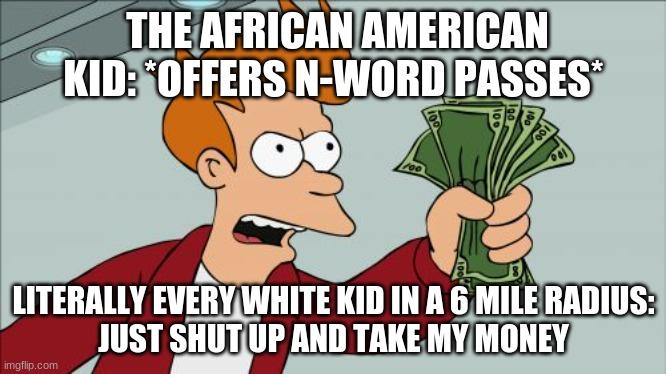 THE AFRICAN AMERICAN
KID: *OFFERS N-WORD PASSES*
LITERALLY EVERY WHITE KID IN A 6 MILE RADIUS:
JUST SHUT UP AND TAKE MY MONEY
imgflip.com